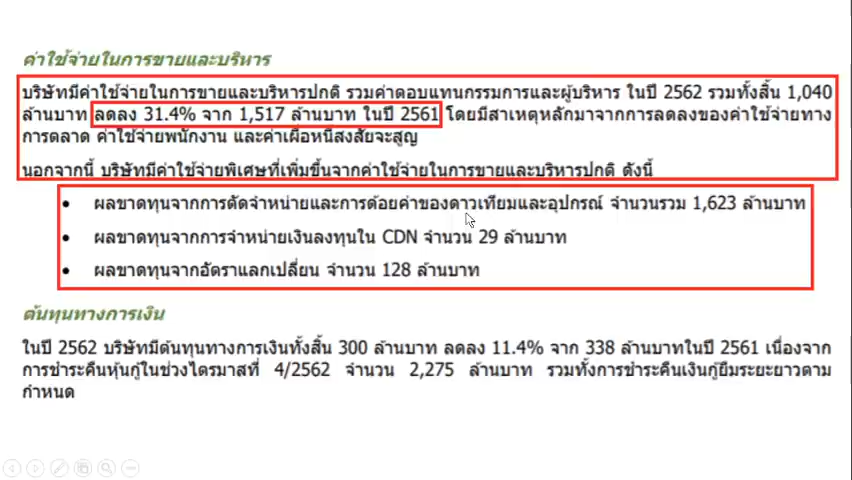 ค่าใช้จ่ายในการขายและบริหาร
บริษัทมีค่าใช้จ่ายในการขายและบริหารปกติ รวมค่าตอบแทนกรรมการและผู้บริหาร ในปี 2562 รวมทั้งสิ้น 1,040
ล้านบาท ลดลง 31.4% จาก 1,517 ล้านบาท ในปี 2561 โดยมีสาเหตุหลักมาจากการลดลงของค่าใช้จ่ายทาง
การตลาด ค่าใช้จ่ายพนักงาน และค่าเผื่อหนี้สงสัยจะสูญ
นอกจากนี้ บริษัทมีค่าใช้จ่ายพิเศษที่เพิ่มขึ้นจากค่าใช้จ่ายในการขายและบริหารปกติ ดังนี้
• ผลขาดทุนจากการตัดจำหน่ายและการด้อยค่าของดาวเทียมและอุปกรณ์ จำนวนรวม 1,623 ล้านบาท
• ผลขาดทุนจากการจำหน่ายเงินลงทุนใน CDN จำนวน 29 ล้านบาท
• ผลขาดทุนจากอัตราแลกเปลี่ยน จำนวน 128 ล้านบาท
ต้นทุนทางการเงิน
ในปี 2562 บริษัทมีต้นทุนทางการเงินทั้งสิ้น 300 ล้านบาท ลดลง 11.4% จาก 338 ล้านบาทในปี 2561 เนื่องจาก
การชำระคืนหุ้นกู้ในช่วงไตรมาสที่ 4/2562 จำนวน 2,275 ล้านบาท รวมทั้งการชำระคืนเงินกู้ยืมระยะยาวตาม
กำหนด